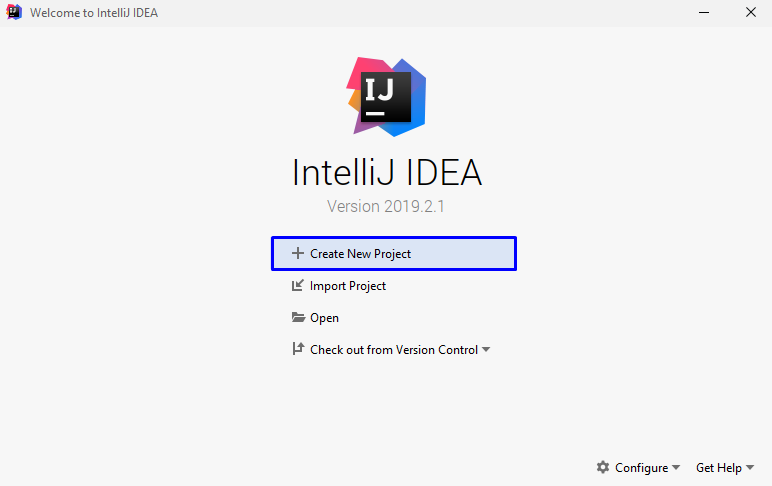 Welcome to IntelliJ IDEA
IJ
IntelliJ IDEA
Version 2019.2.1
Create New Project
Import Project
Open
Check out from Version Control
Configure
Get Help